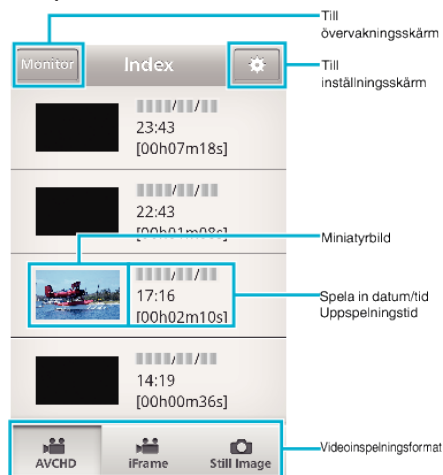 Till
övervakningsskärm
Monitor
Index
Till
inställningsskärm
23:43
[00h07m18s]
22:43
[00h01m08s]
Miniatyrbild
17:16
[00h02m10s]
Spela in datum/tid
Uppspelningstid
14:19
[00h00m36s]
AVCHD
iFrame
Still Image
Videoinspelningsformat